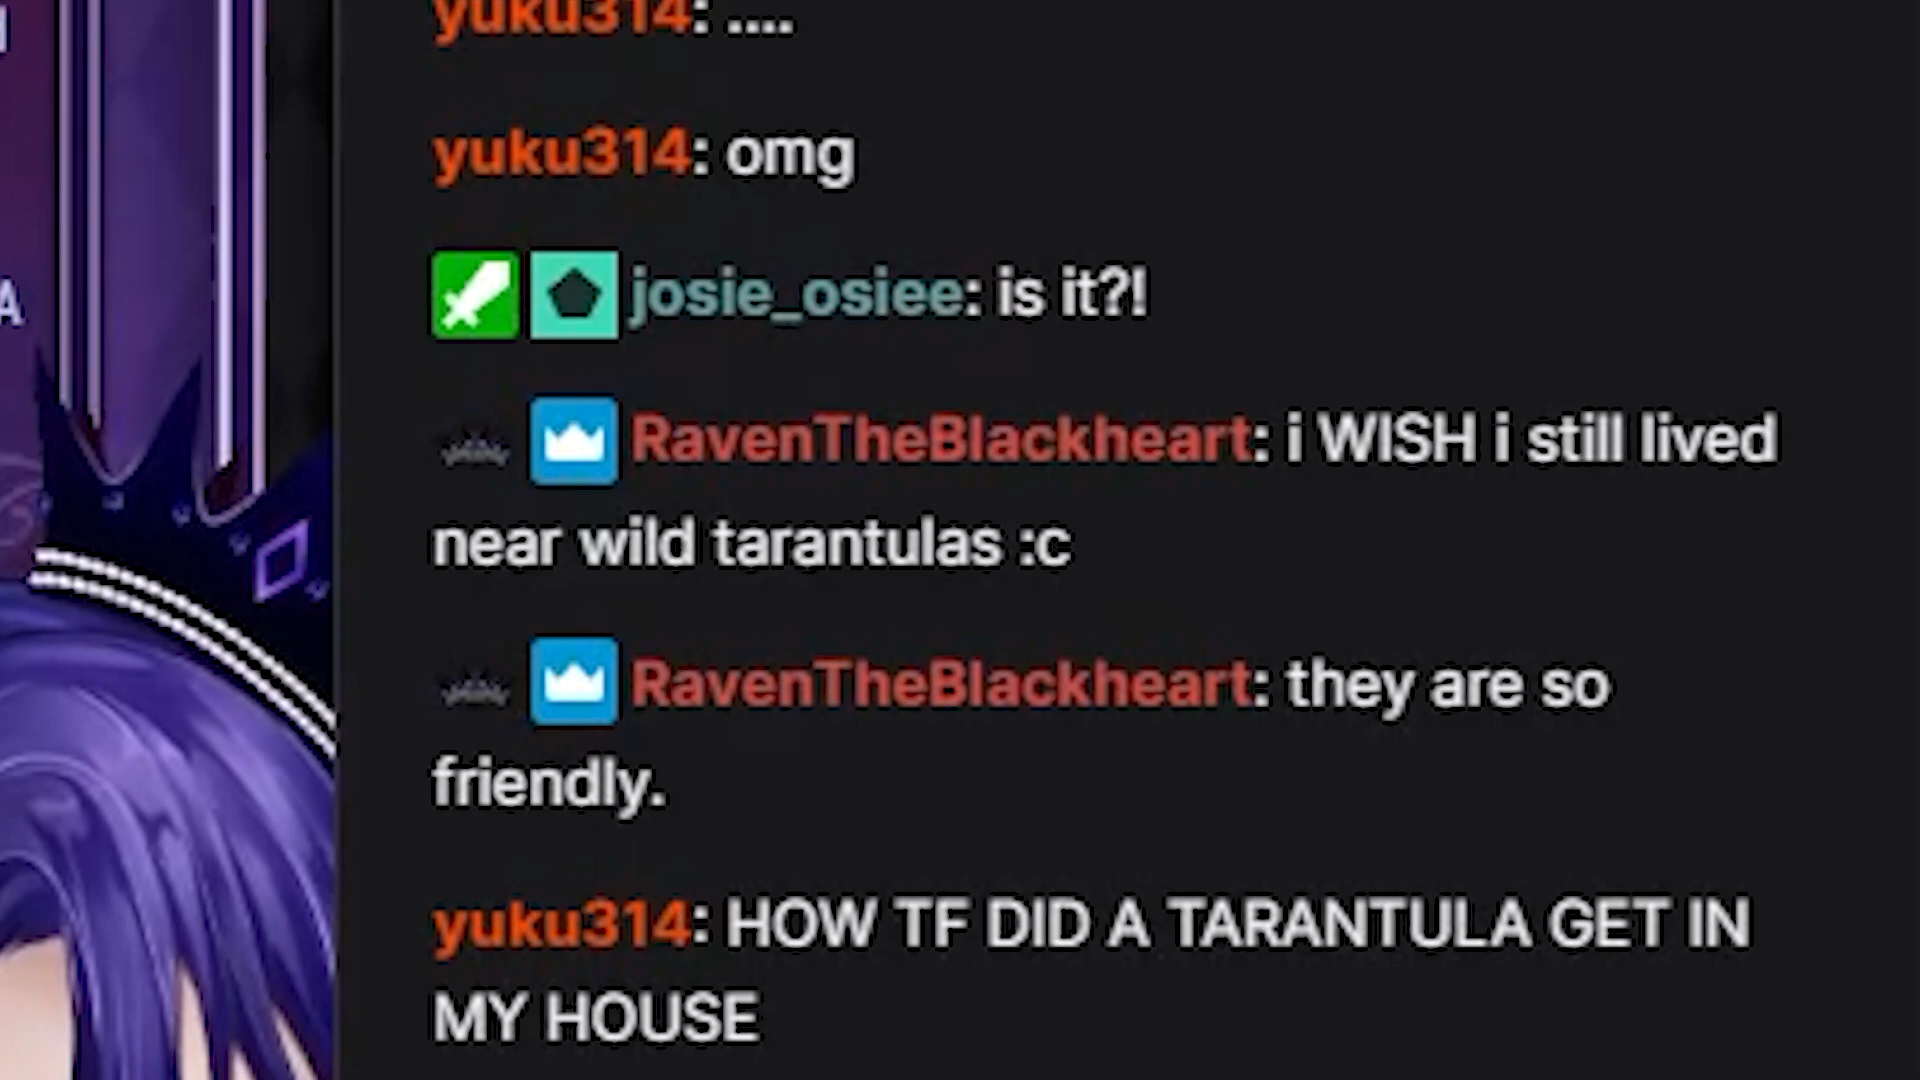 yuku314: ....
yuku314: omg
josie_osiee: is it?!
A
RavenTheBlackheart: i WISH i still lived
near wild tarantulas :c
RavenTheBlackheart: they are so
friendly.
yuku314: HOW TF DID A TARANTULA GET IN
MY HOUSE